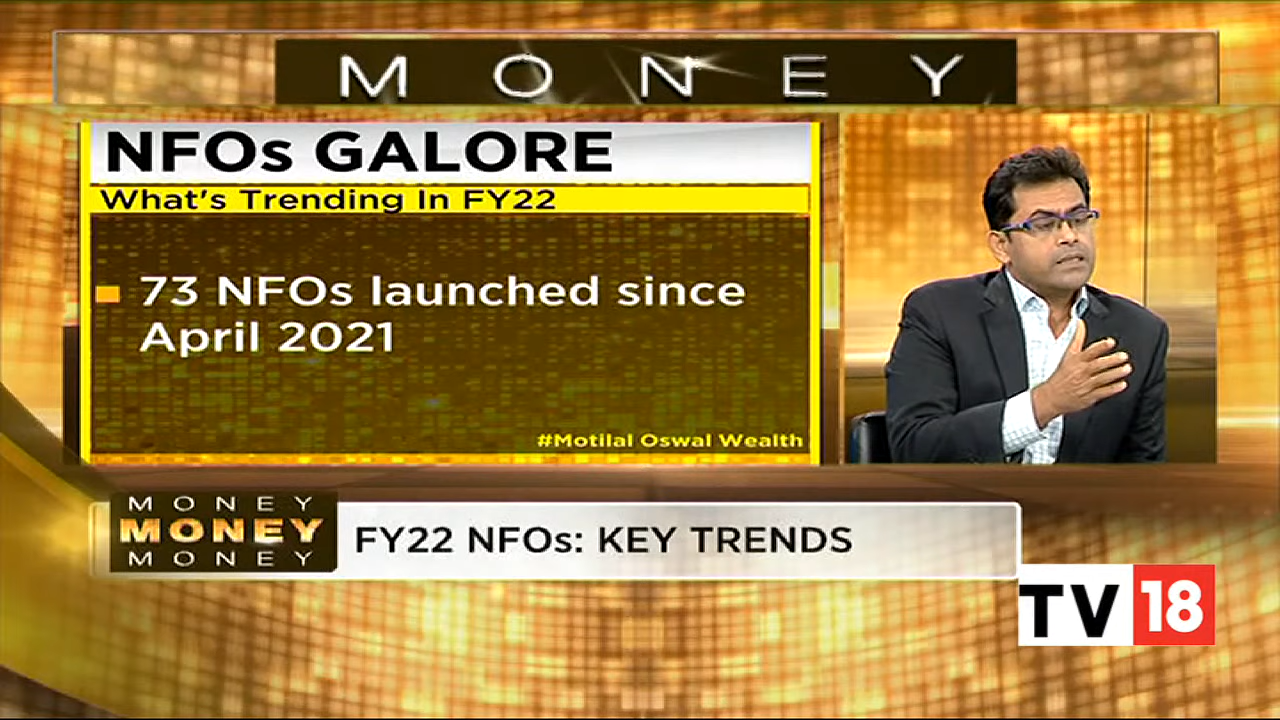 MONEY
NFOs GALORE
What's Trending In FY22
73 NFOs launched since
April 2021
#Motilal Oswal Wealth
MONEY
MONEY
MONEY
FY22 NFOs: KEY TRENDS
TV18